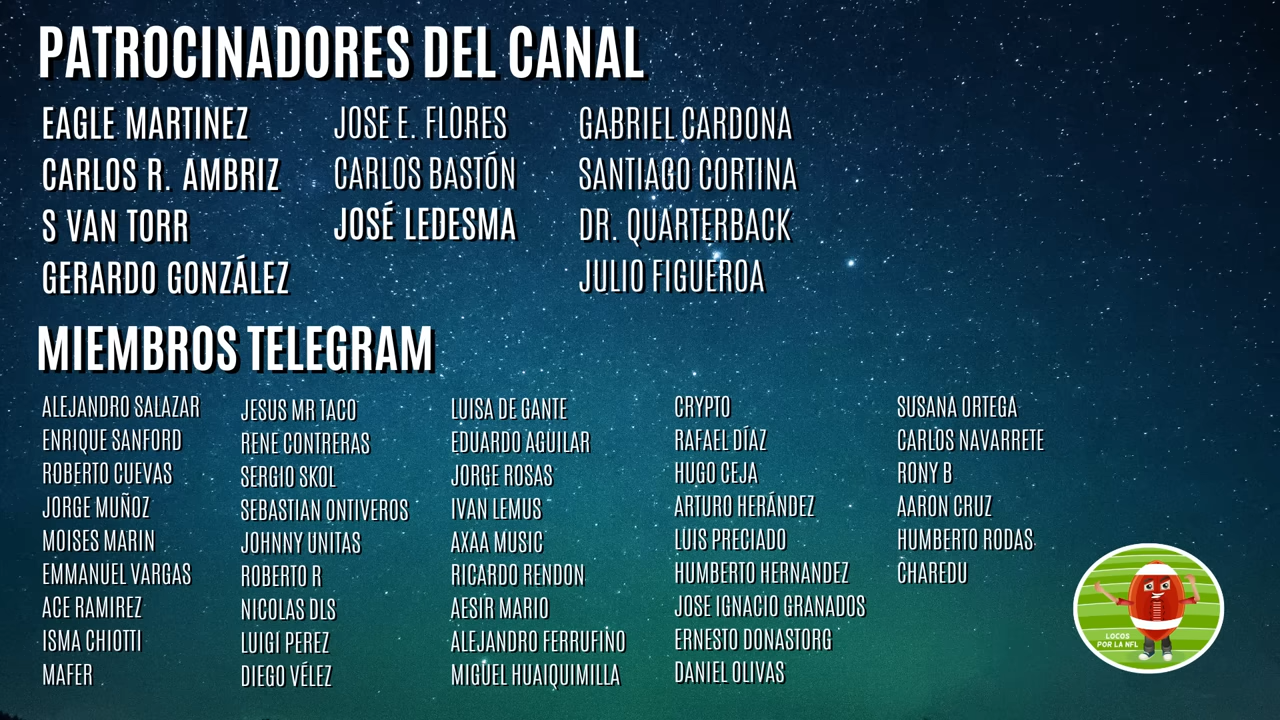 PATROCINADORES DEL CANAL
EAGLE MARTINEZ
CARLOS R. AMBRIZ
S VAN TORR
GERARDO GONZÁLEZ
JOSE E. FLORES
CARLOS BASTÓN
JOSÉ LEDESMA
GABRIEL CARDONA
SANTIAGO CORTINA
DR. QUARTERBACK
JULIO FIGUEROA
MIEMBROS TELEGRAM
ALEJANDRO SALAZAR
ENRIQUE SANFORD
ROBERTO CUEVAS
JORGE MUÑOZ
MOISES MARIN
EMMANUEL VARGAS
ACE RAMIREZ
ISMA CHIOTTI
MAFER
JESUS MR TACO
RENE CONTRERAS
SERGIO SKOL
SEBASTIAN ONTIVEROS
JOHNNY UNITAS
ROBERTO R
NICOLAS DLS
LUIGI PEREZ
DIEGO VÉLEZ
LUISA DE GANTE
EDUARDO AGUILAR
JORGE ROSAS
IVAN LEMUS
AXAA MUSIC
RICARDO RENDON
AESIR MARIO
ALEJANDRO FERRUFINO
MIGUEL HUAIQUIMILLA
CRYPTO
RAFAEL DÍAZ
HUGO CEJA
ARTURO HERÁNDEZ
LUIS PRECIADO
HUMBERTO HERNANDEZ
JOSE IGNACIO GRANADOS
ERNESTO DONASTORG
DANIEL OLIVAS
SUSANA ORTEGA
CARLOS NAVARRETE
RONY B
AARON CRUZ
HUMBERTO RODAS
CHAREDU
LOCOS
POR LA NFL